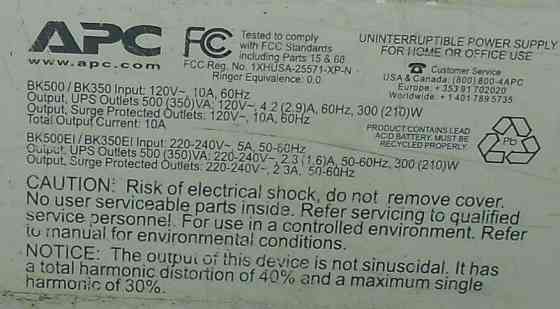 APC
www.apc.com
FC
Tested to comply
with FCC Standards
including Parts 15 & 68
FCC Reg. No. 1XHUSA-25571-XP-N
Ringer Equivalence: 0.0
UNINTERRUPTIBLE POWER SUPPLY
FOR HOME OR OFFICE USE
Customer Service
USA & Canada: (800) 800-4APC
Europe: + 353 91 702020
Worldwide: + 1 401 789 5735
BK500 / BK350 Input: 120V~, 10A, 60Hz
Output, UPS Outlets 500 (350)VA: 120V~, 4.2 (2.9)A, 60Hz, 300 (210)W
Output, Surge Protected Outlets: 120V~, 10A, 60Hz
Total Output Current: 10A
BK500EI / BK350EI Input: 220-240V~, 5A, 50-60Hz
Output, UPS Outlets 500 (350)VA: 220-240V~, 2.3 (1.6)A, 50-60Hz, 300 (210)W
Output, Surge Protected Outlets: 220-240V~, 2.3A, 50-60Hz
PRODUCT CONTAINS LEAD
ACID BATTERY. MUST BE
RECYCLED PROPERLY.
Pb
CAUTION: Risk of electrical shock, do not remove cover.
No user serviceable parts inside. Refer servicing to qualified
service personnel. For use in a controlled environment. Refer
to manual for environmental conditions.
NOTICE: The output of this device is not sinuscidal. It has
a total harmonic distortion of 40% and a maximum single
harmonic of 30%.